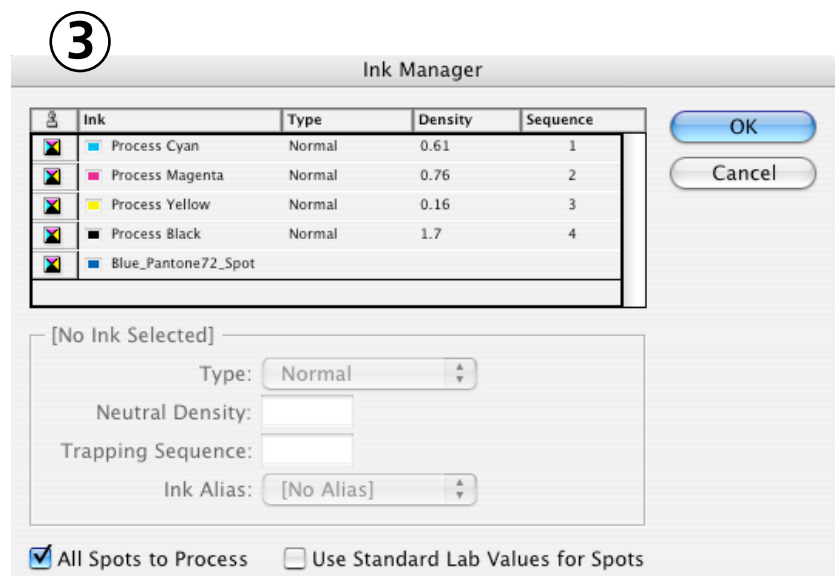 ③
Ink Manager
Ink Type Density Sequence
Process Cyan Normal 0.61 1
Process Magenta Normal 0.76 2
Process Yellow Normal 0.16 3
Process Black Normal 1.7 4
Blue_Pantone72_Spot
OK
Cancel
[No Ink Selected]
Type: Normal
Neutral Density:
Trapping Sequence:
Ink Alias: [No Alias]
All Spots to Process Use Standard Lab Values for Spots